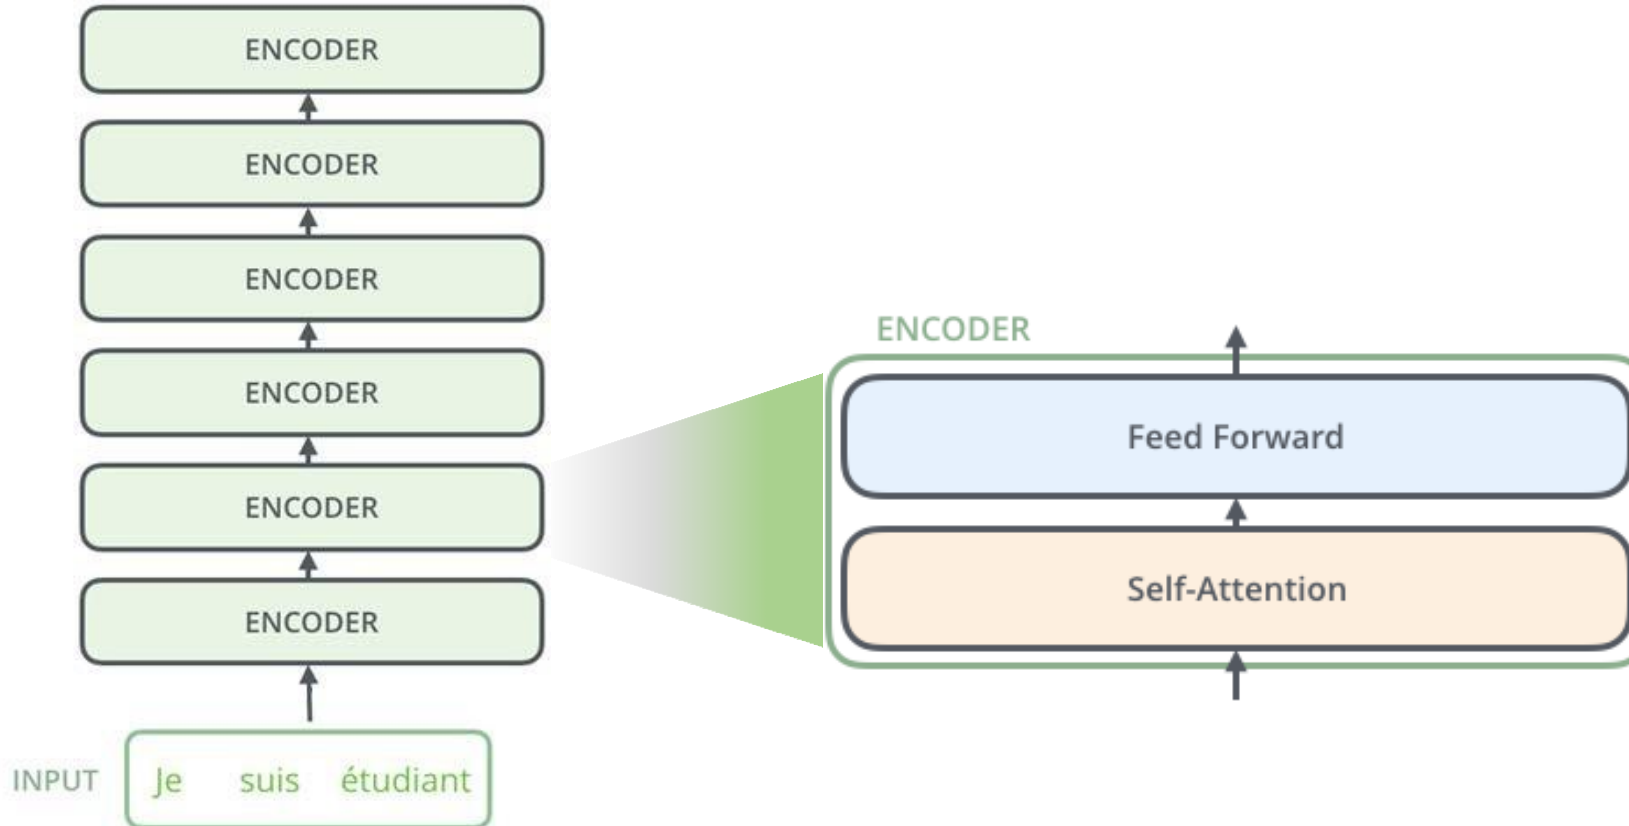 ENCODER
ENCODER
ENCODER
ENCODER
ENCODER
ENCODER
INPUT Je suis étudiant
ENCODER
Feed Forward
Self-Attention